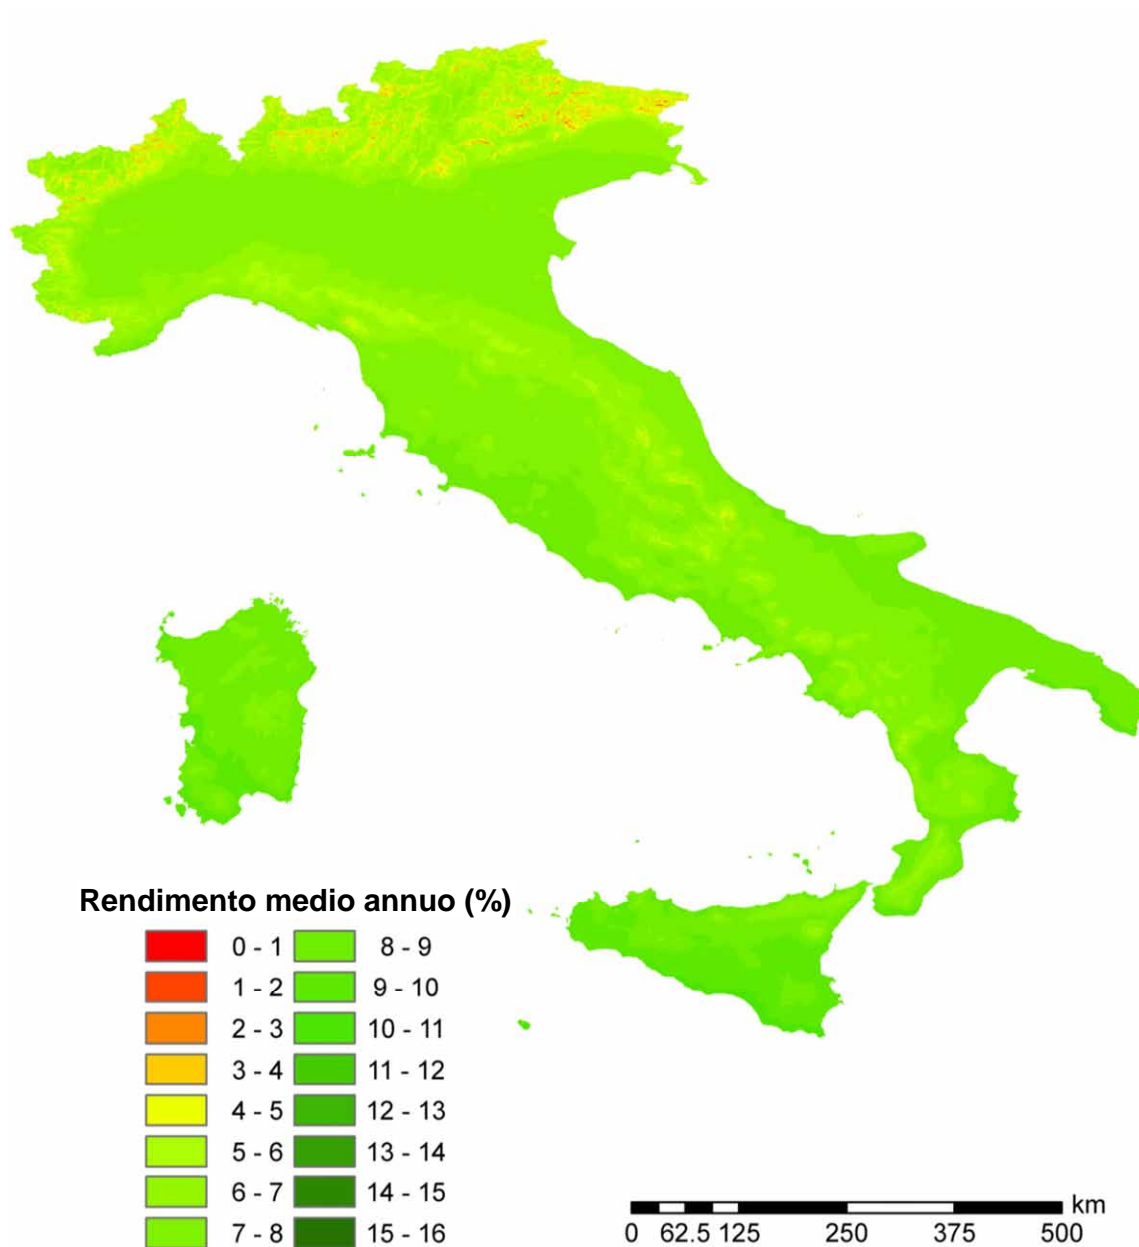 Rendimento medio annuo (%)
0 - 1 8 - 9
1 - 2 9 - 10
2 - 3 10 - 11
3 - 4 11 - 12
4 - 5 12 - 13
5 - 6 13 - 14
6 - 7 14 - 15
7 - 8 15 - 16
km
0 62.5 125 250 375 500